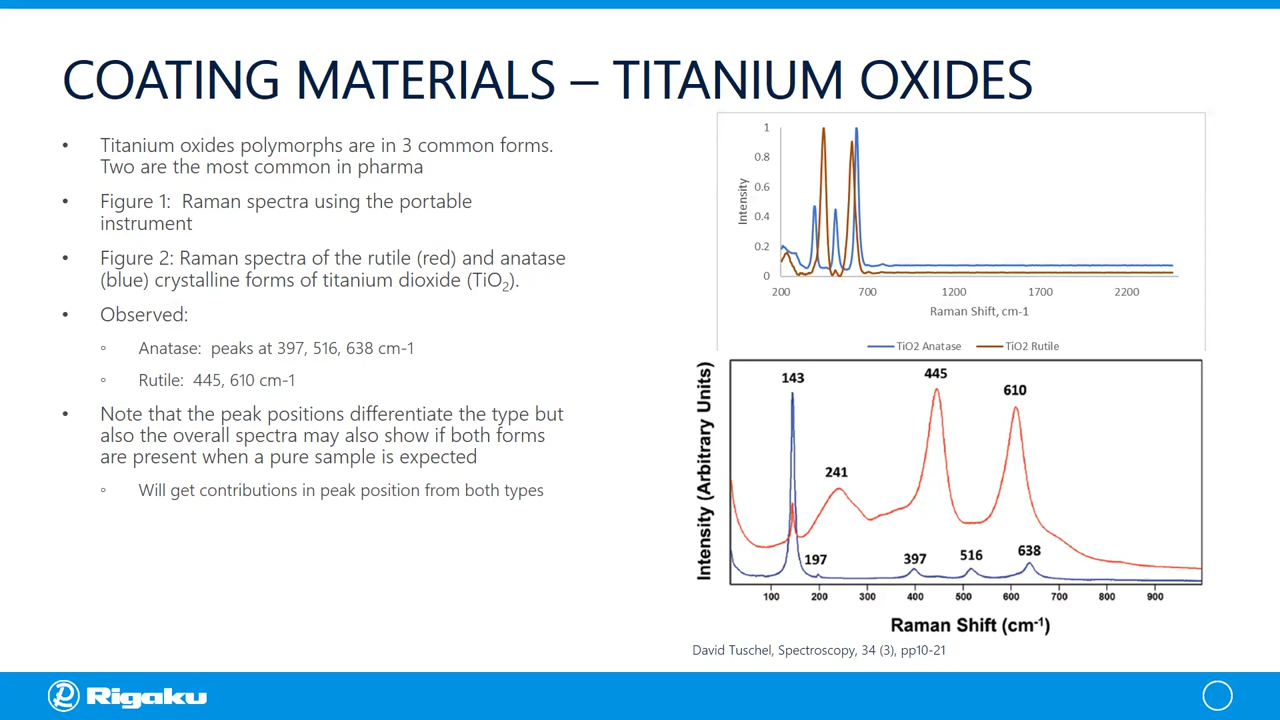 COATING MATERIALS – TITANIUM OXIDES
• Titanium oxides polymorphs are in 3 common forms.
Two are the most common in pharma
• Figure 1:  Raman spectra using the portable
instrument
• Figure 2: Raman spectra of the rutile (red) and anatase
(blue) crystalline forms of titanium dioxide (TiO₂).
• Observed:
◦ Anatase:  peaks at 397, 516, 638 cm-1
◦ Rutile:  445, 610 cm-1
• Note that the peak positions differentiate the type but
also the overall spectra may also show if both forms
are present when a pure sample is expected
◦ Will get contributions in peak position from both types
Intensity
1
0.8
0.6
0.4
0.2
0
200 700 1200 1700 2200
Raman Shift, cm-1
TiO2 Anatase TiO2 Rutile
Intensity (Arbitrary Units)
143
445
610
241
197
397
516
638
100 200 300 400 500 600 700 800 900
Raman Shift (cm⁻¹)
David Tuschel, Spectroscopy, 34 (3), pp10-21
Rigaku